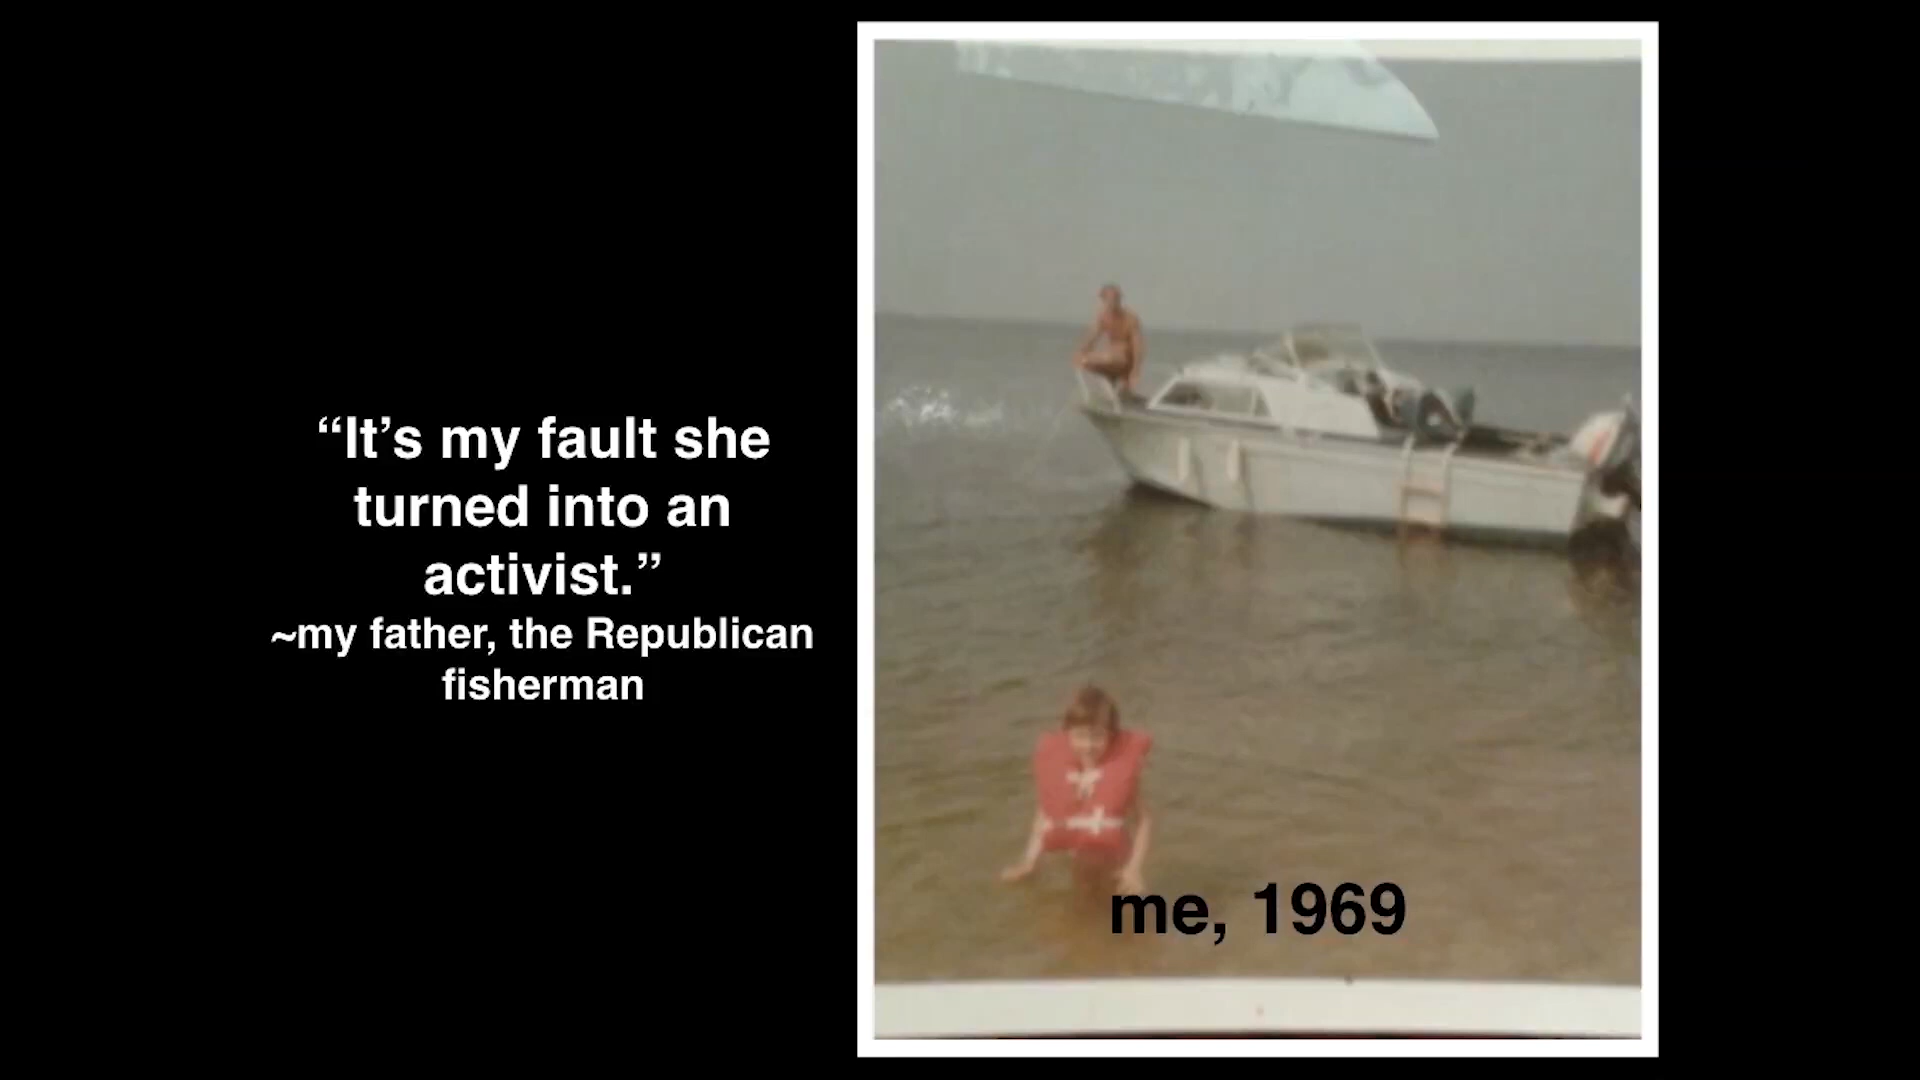 “It’s my fault she
turned into an
activist.”
~my father, the Republican
fisherman
me, 1969